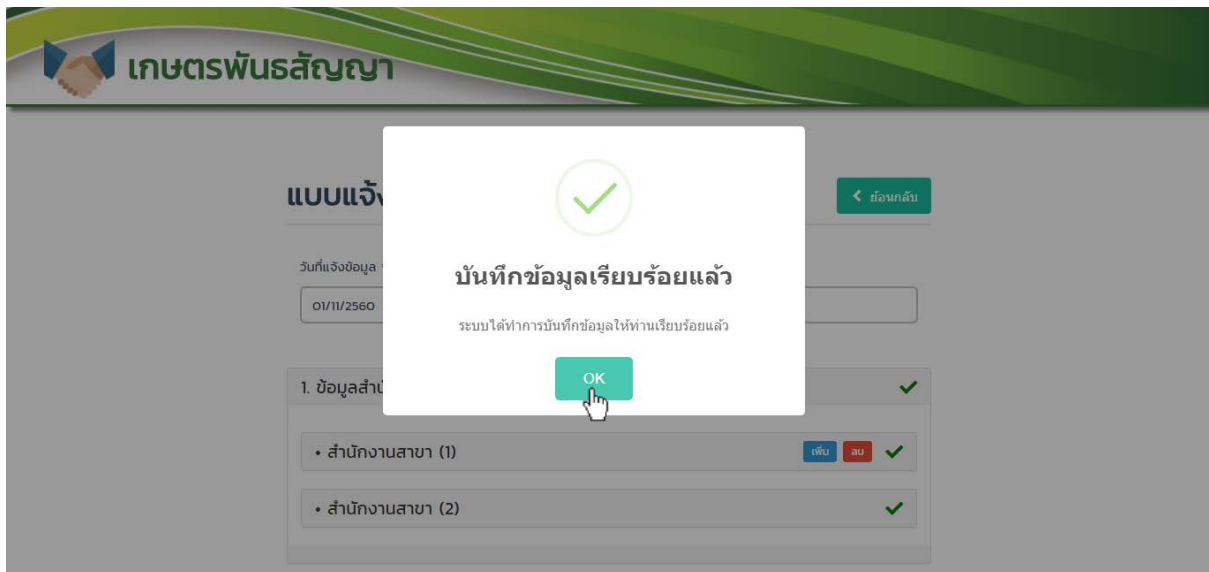 เกษตรพันธสัญญา
แบบแจ้ง
ย้อนกลับ
วันที่แจ้งข้อมูล
01/11/2560
บันทึกข้อมูลเรียบร้อยแล้ว
ระบบได้ทำการบันทึกข้อมูลให้ท่านเรียบร้อยแล้ว
OK
1. ข้อมูลสำนั
• สำนักงานสาขา (1) เพิ่ม ลบ
• สำนักงานสาขา (2)